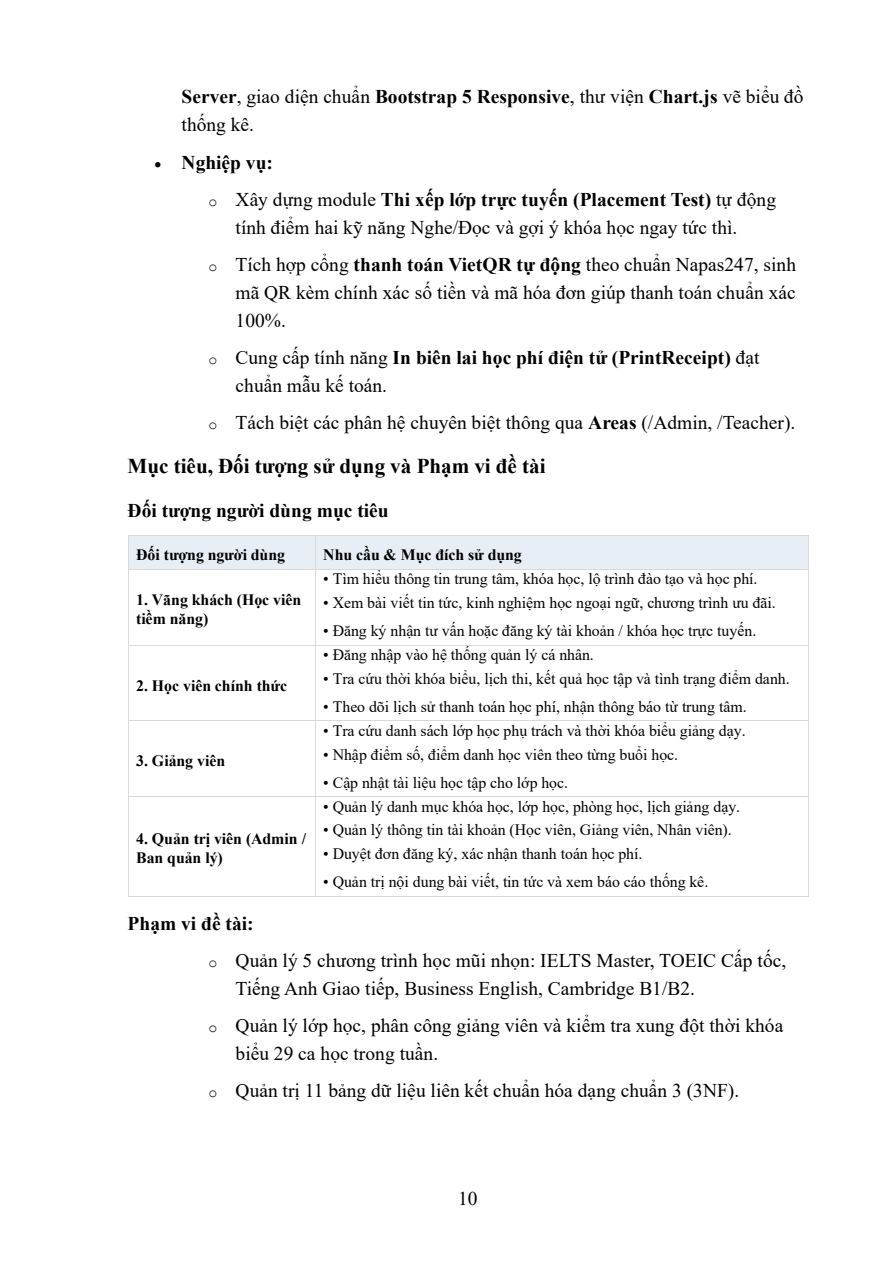 Server, giao diện chuẩn Bootstrap 5 Responsive, thư viện Chart.js vẽ biểu đồ
thống kê.
• Nghiệp vụ:
o Xây dựng module Thi xếp lớp trực tuyến (Placement Test) tự động
tính điểm hai kỹ năng Nghe/Đọc và gợi ý khóa học ngay tức thì.
o Tích hợp cổng thanh toán VietQR tự động theo chuẩn Napas247, sinh
mã QR kèm chính xác số tiền và mã hóa đơn giúp thanh toán chuẩn xác
100%.
o Cung cấp tính năng In biên lai học phí điện tử (PrintReceipt) đạt
chuẩn mẫu kế toán.
o Tách biệt các phân hệ chuyên biệt thông qua Areas (/Admin, /Teacher).
Mục tiêu, Đối tượng sử dụng và Phạm vi đề tài
Đối tượng người dùng mục tiêu
Đối tượng người dùng
Nhu cầu & Mục đích sử dụng
1. Vãng khách (Học viên
tiềm năng)
• Tìm hiểu thông tin trung tâm, khóa học, lộ trình đào tạo và học phí.
• Xem bài viết tin tức, kinh nghiệm học ngoại ngữ, chương trình ưu đãi.
• Đăng ký nhận tư vấn hoặc đăng ký tài khoản / khóa học trực tuyến.
2. Học viên chính thức
• Đăng nhập vào hệ thống quản lý cá nhân.
• Tra cứu thời khóa biểu, lịch thi, kết quả học tập và tình trạng điểm danh.
• Theo dõi lịch sử thanh toán học phí, nhận thông báo từ trung tâm.
3. Giảng viên
• Tra cứu danh sách lớp học phụ trách và thời khóa biểu giảng dạy.
• Nhập điểm số, điểm danh học viên theo từng buổi học.
• Cập nhật tài liệu học tập cho lớp học.
4. Quản trị viên (Admin /
Ban quản lý)
• Quản lý danh mục khóa học, lớp học, phòng học, lịch giảng dạy.
• Quản lý thông tin tài khoản (Học viên, Giảng viên, Nhân viên).
• Duyệt đơn đăng ký, xác nhận thanh toán học phí.
• Quản trị nội dung bài viết, tin tức và xem báo cáo thống kê.
Phạm vi đề tài:
o Quản lý 5 chương trình học mũi nhọn: IELTS Master, TOEIC Cấp tốc,
Tiếng Anh Giao tiếp, Business English, Cambridge B1/B2.
o Quản lý lớp học, phân công giảng viên và kiểm tra xung đột thời khóa
biểu 29 ca học trong tuần.
o Quản trị 11 bảng dữ liệu liên kết chuẩn hóa dạng chuẩn 3 (3NF).
10